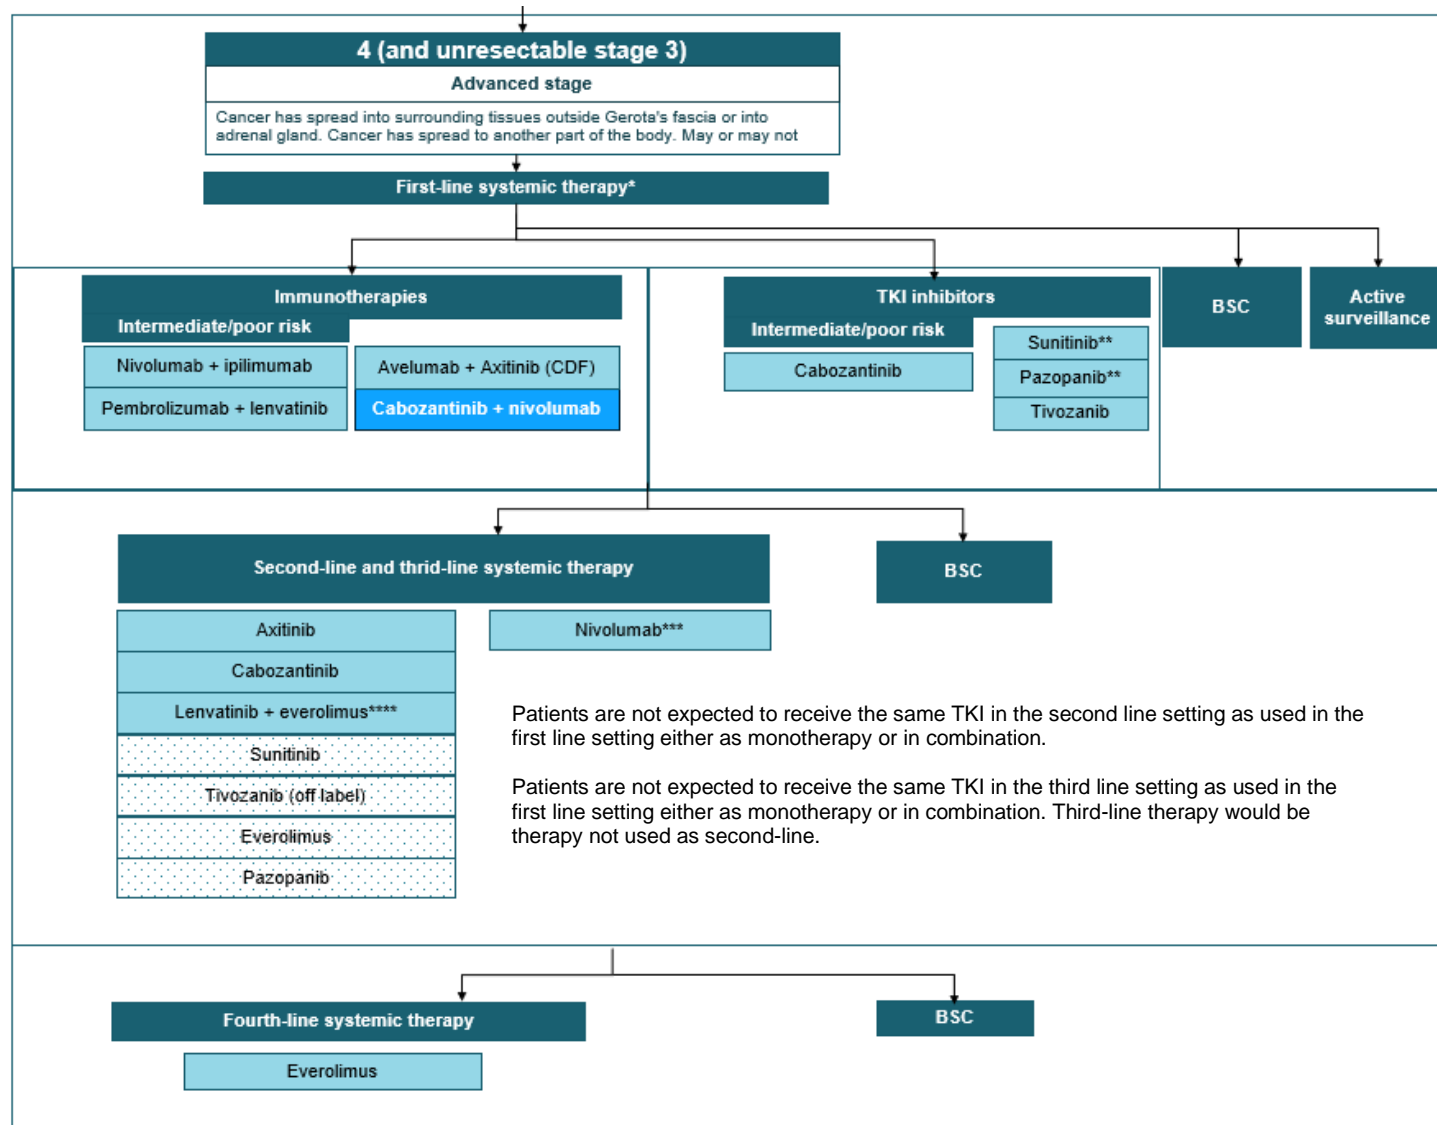 4 (and unresectable stage 3)
Advanced stage
Cancer has spread into surrounding tissues outside Gerota's fascia or into
adrenal gland. Cancer has spread to another part of the body. May or may not
First-line systemic therapy*
Immunotherapies
Intermediate/poor risk
Nivolumab + ipilimumab
Pembrolizumab + lenvatinib
Avelumab + Axitinib (CDF)
Cabozantinib + nivolumab
TKI inhibitors
Intermediate/poor risk
Cabozantinib
Sunitinib**
Pazopanib**
Tivozanib
BSC
Active
surveillance
Second-line and thrid-line systemic therapy
BSC
Axitinib
Cabozantinib
Lenvatinib + everolimus****
Sunitinib
Tivozanib (off label)
Everolimus
Pazopanib
Nivolumab***
Patients are not expected to receive the same TKI in the second line setting as used in the
first line setting either as monotherapy or in combination.
Patients are not expected to receive the same TKI in the third line setting as used in the
first line setting either as monotherapy or in combination. Third-line therapy would be
therapy not used as second-line.
Fourth-line systemic therapy
BSC
Everolimus